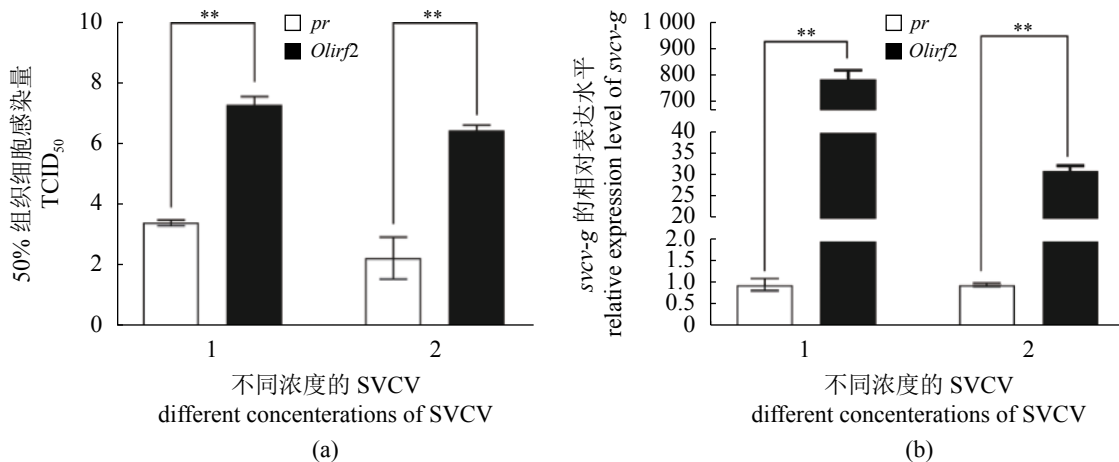 50% 组织细胞感染量
TCID50
10
8
6
4
2
0
**
**
pr
Olirf2
1
2
不同浓度的 SVCV
different concenterations of SVCV
(a)
svcv-g 的相对表达水平
relative expression level of svcv-g
1 000
900
800
700
40
35
30
25
20
2.0
1.5
1.0
0.5
0
**
**
pr
Olirf2
1
2
不同浓度的 SVCV
different concenterations of SVCV
(b)